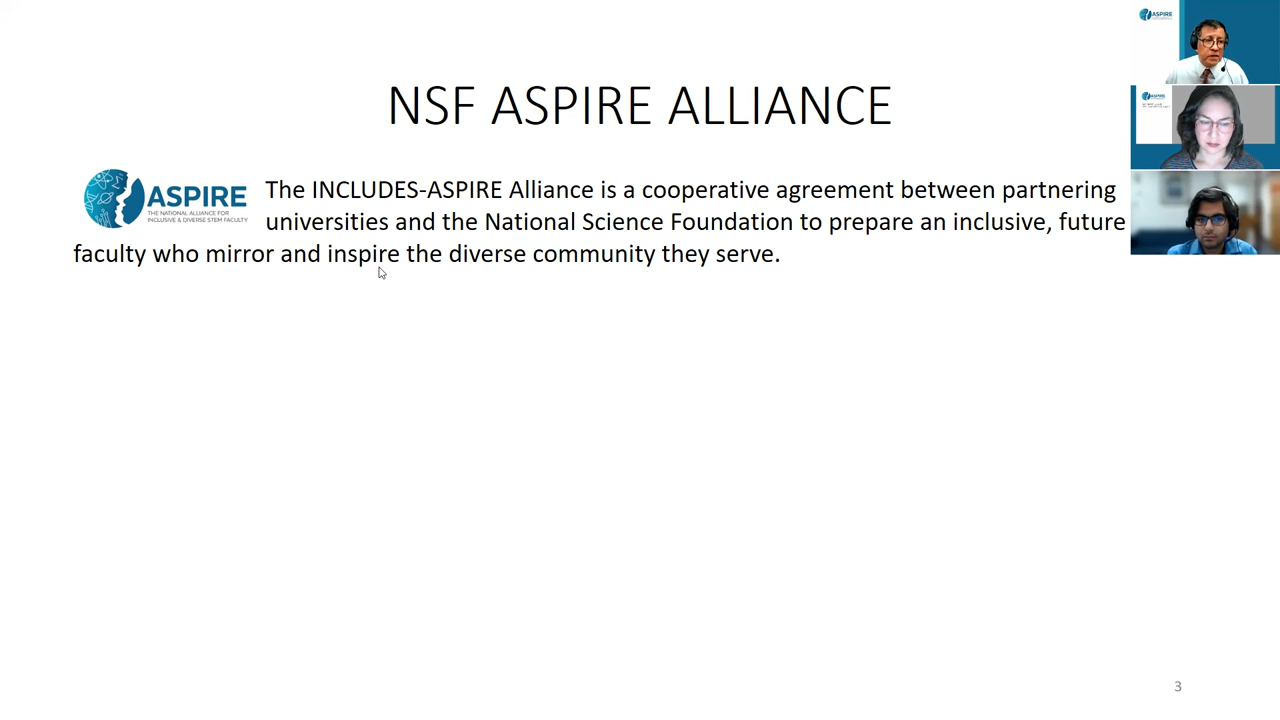 NSF ASPIRE ALLIANCE
ASPIRE
THE NATIONAL ALLIANCE FOR
INCLUSIVE & DIVERSE STEM FACULTY
The INCLUDES-ASPIRE Alliance is a cooperative agreement between partnering
universities and the National Science Foundation to prepare an inclusive, future
faculty who mirror and inspire the diverse community they serve.
ASPIRE
ASPIRE
3